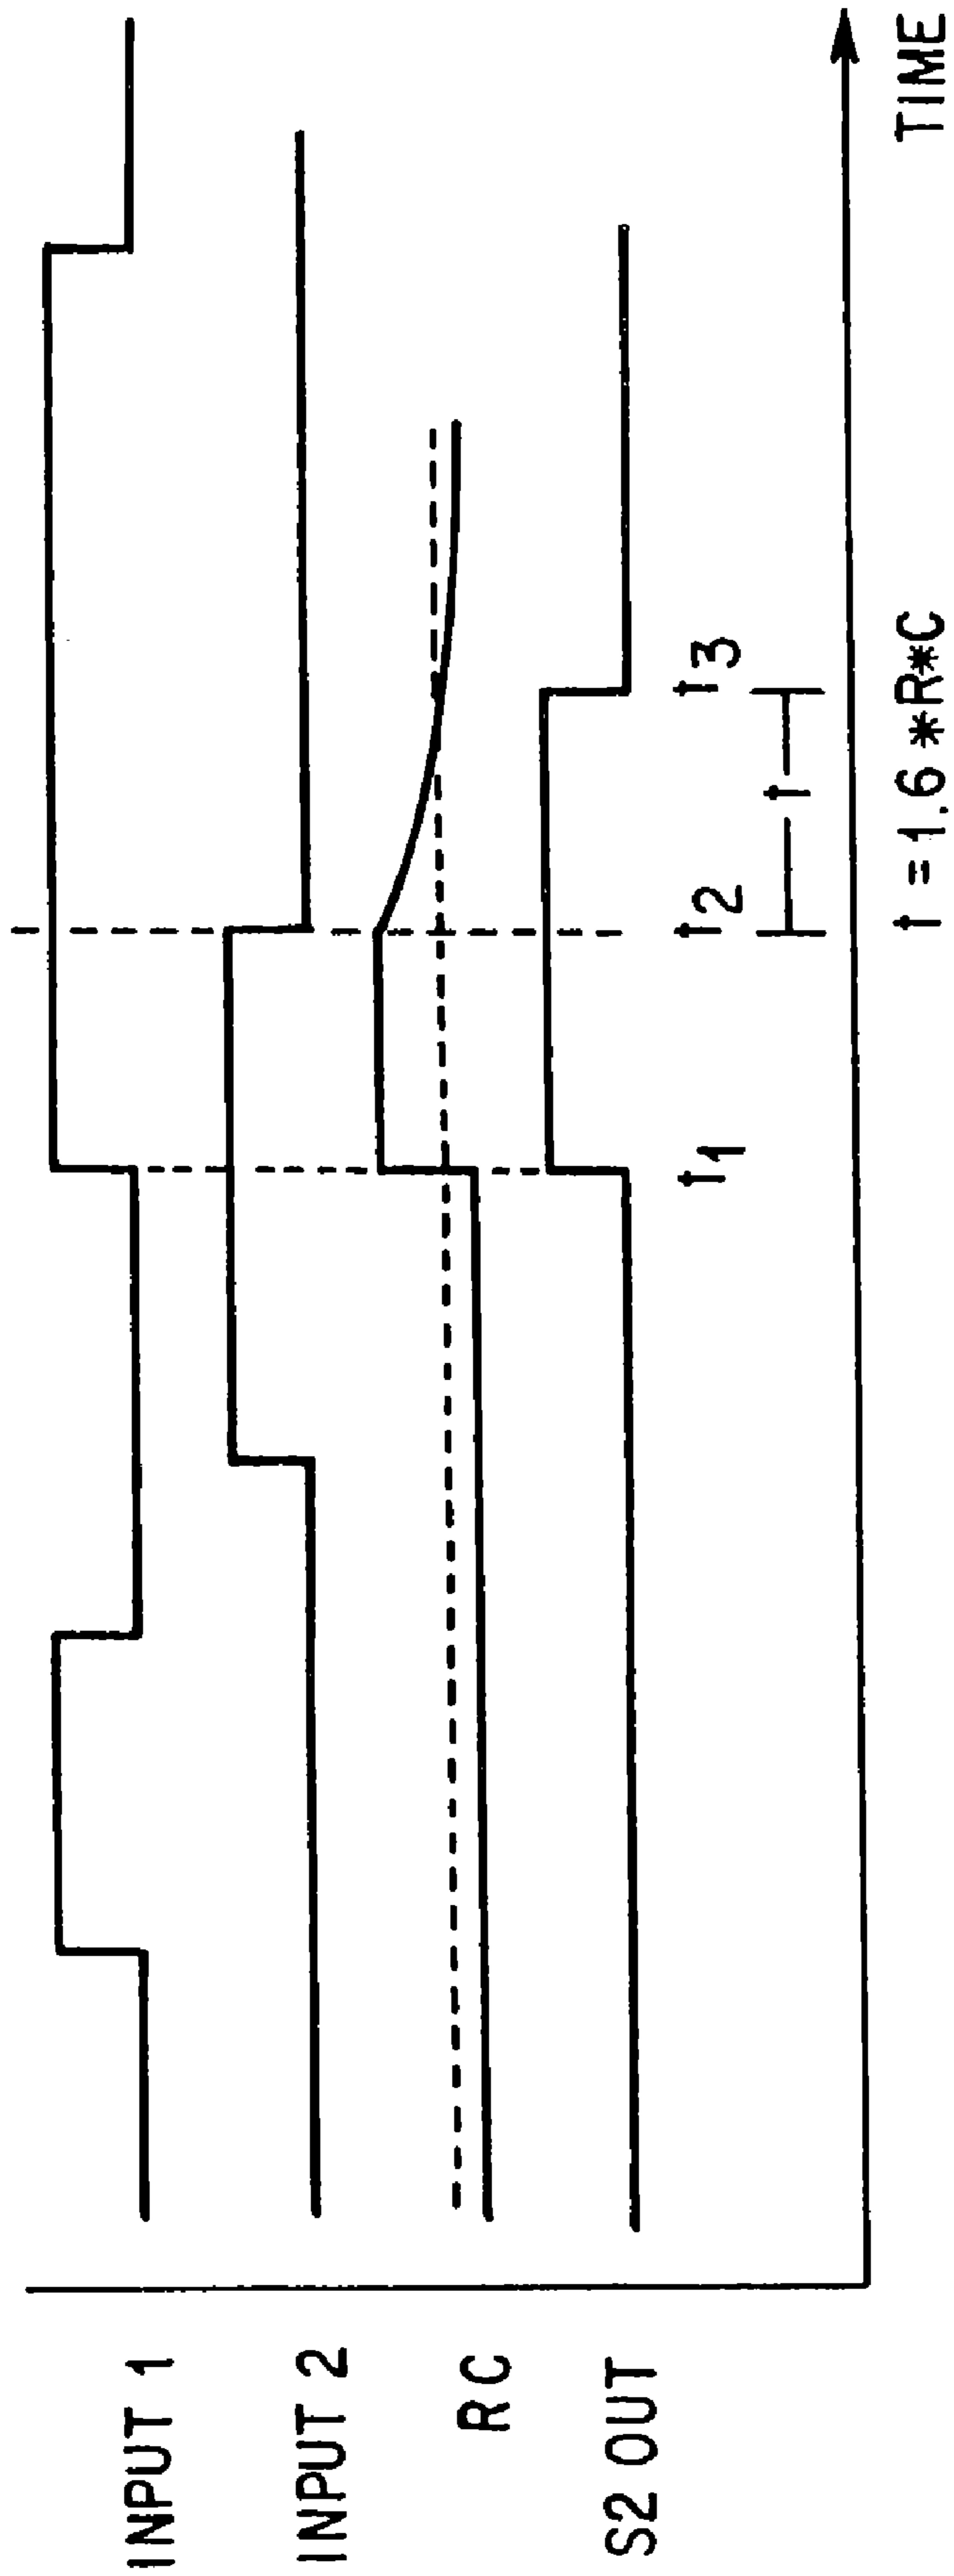 INPUT 1
INPUT 2
RC
S2 OUT
t1
t2
t3
t
t = 1.6 * R * C
TIME